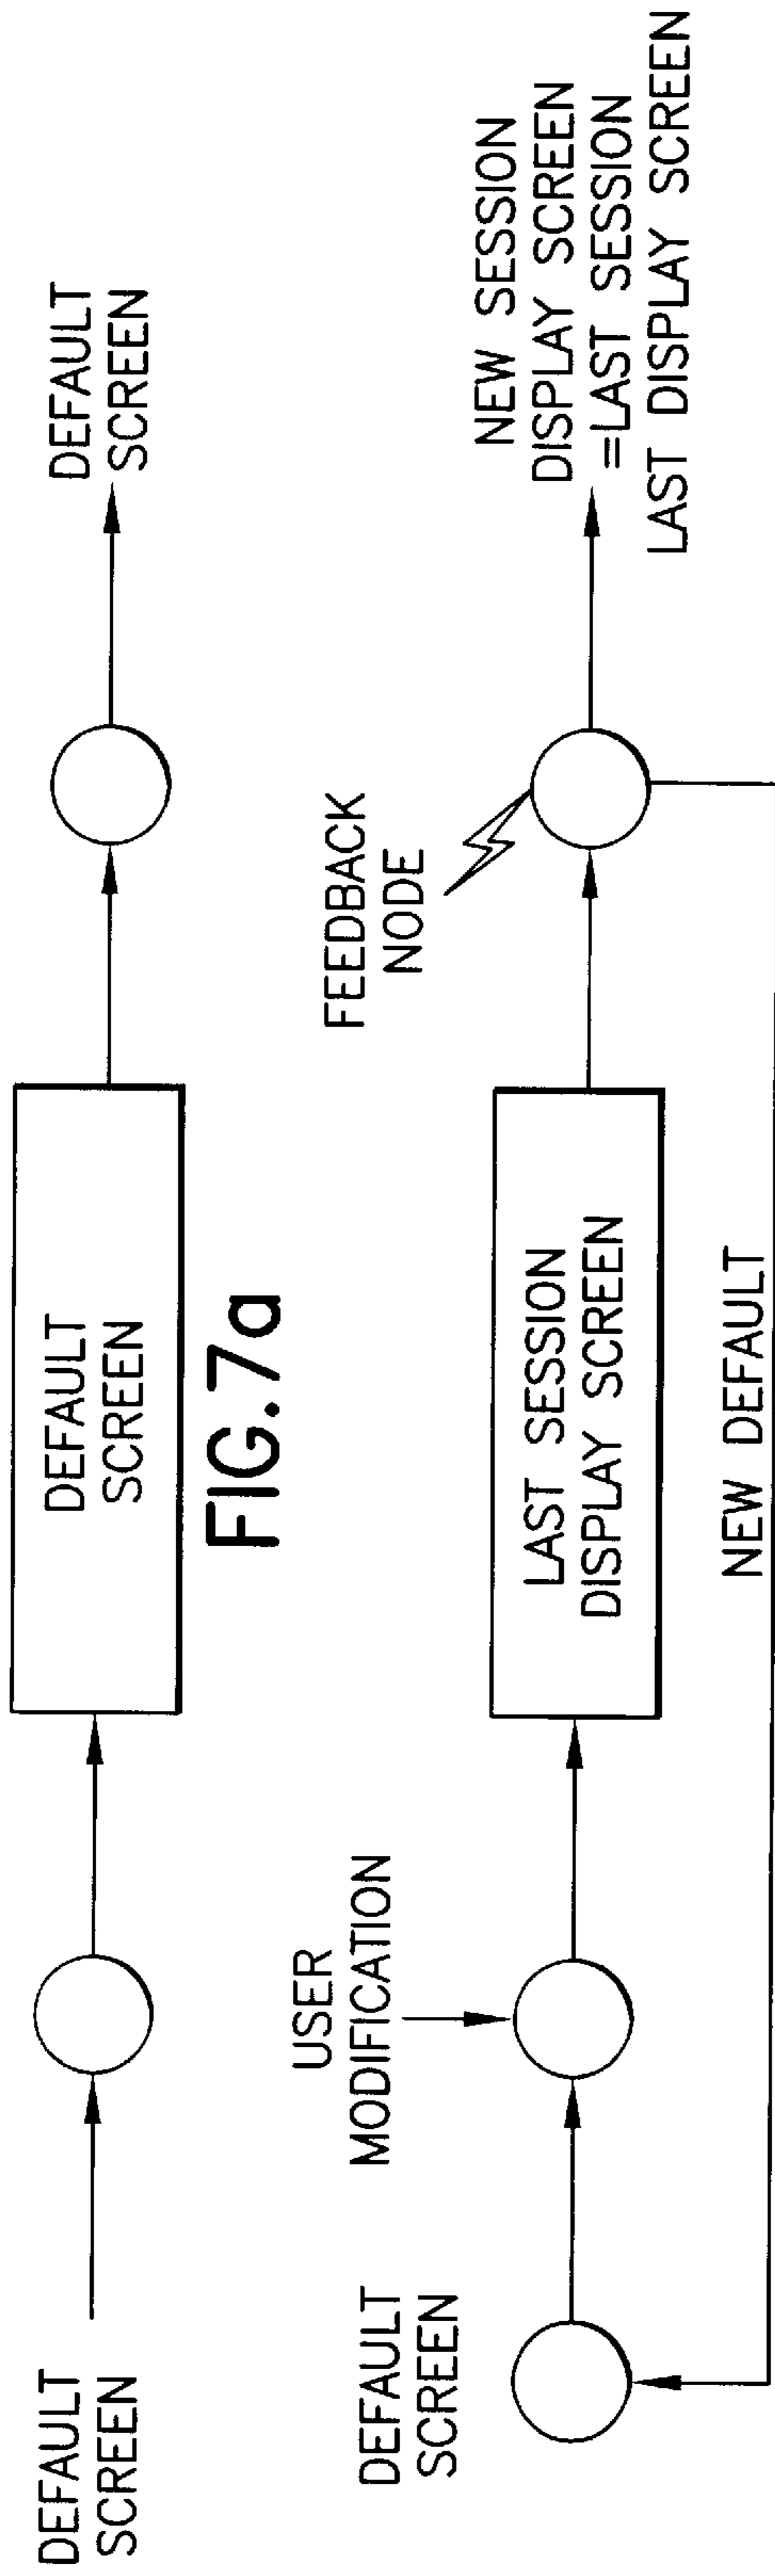 DEFAULT
SCREEN
DEFAULT
SCREEN
DEFAULT
SCREEN
FIG.7a
DEFAULT
SCREEN
USER
MODIFICATION
LAST SESSION
DISPLAY SCREEN
FEEDBACK
NODE
NEW SESSION
DISPLAY SCREEN
=LAST SESSION
LAST DISPLAY SCREEN
NEW DEFAULT